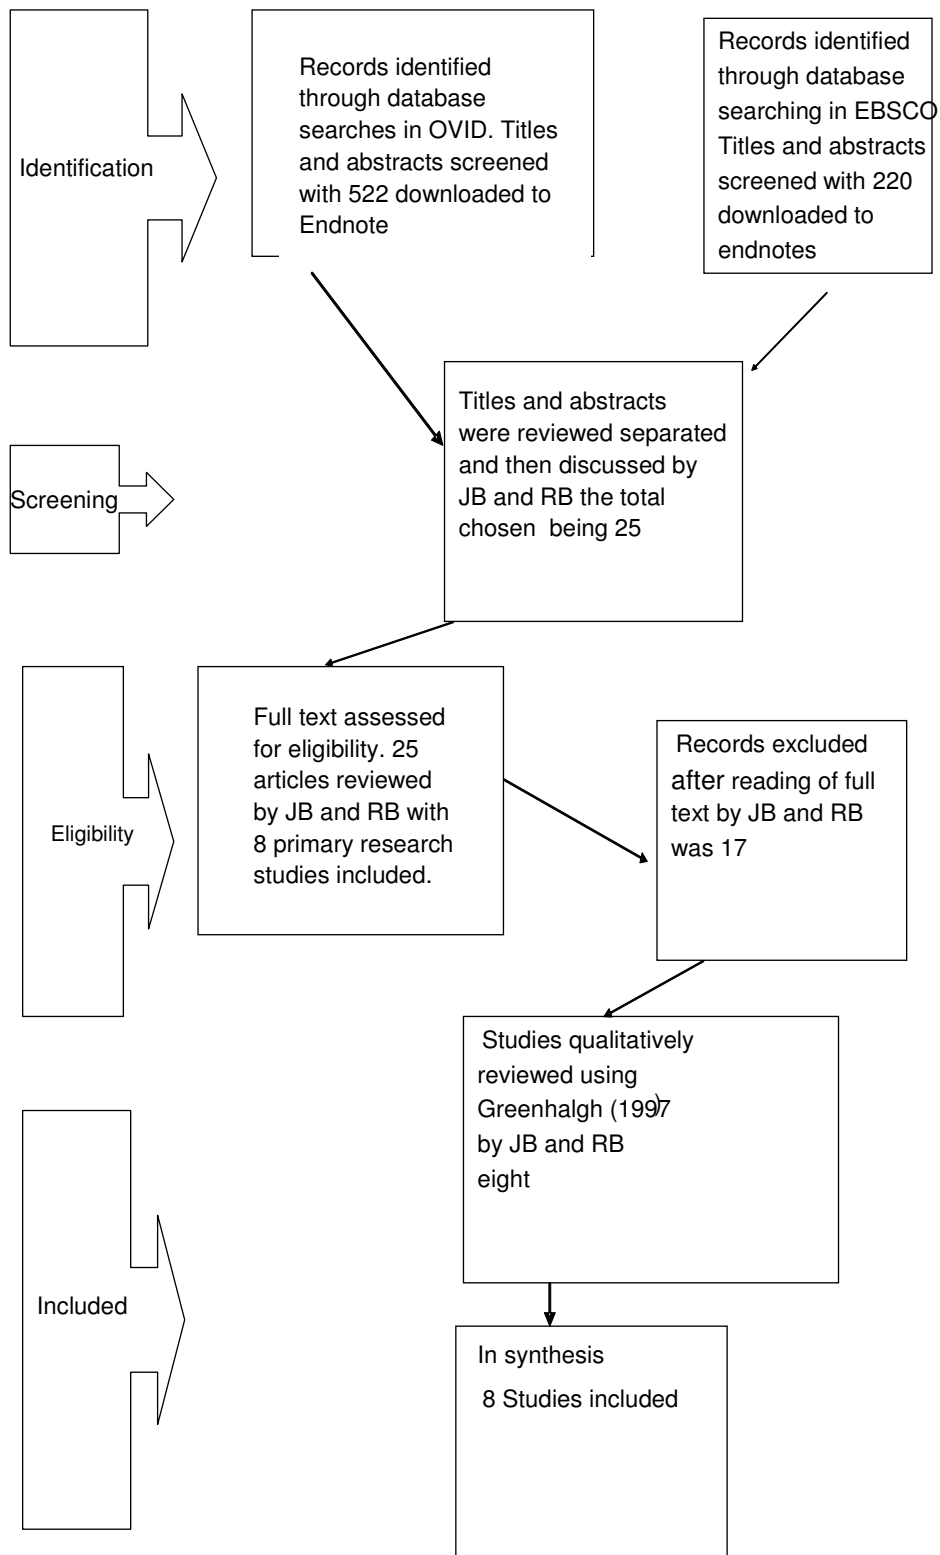 Identification
Records identified
through database
searches in OVID. Titles
and abstracts screened
with 522 downloaded to
Endnote
Records identified
through database
searching in EBSCO
Titles and abstracts
screened with 220
downloaded to
endnotes
Screening
Titles and abstracts
were reviewed separated
and then discussed by
JB and RB the total
chosen being 25
Eligibility
Full text assessed
for eligibility. 25
articles reviewed
by JB and RB with
8 primary research
studies included.
Records excluded
after reading of full
text by JB and RB
was 17
Studies qualitatively
reviewed using
Greenhalgh (1997)
by JB and RB
eight
Included
In synthesis
8 Studies included